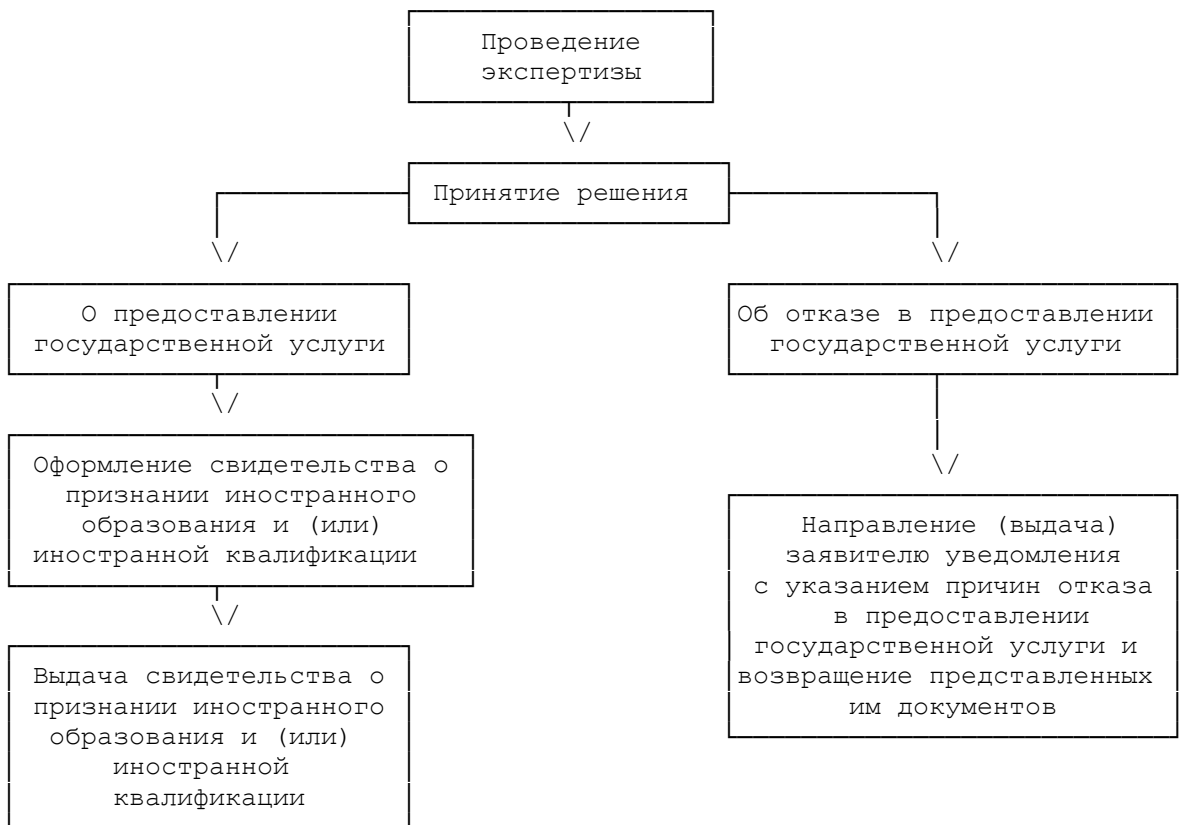 Проведение
экспертизы
Принятие решения
О предоставлении
государственной услуги
Об отказе в предоставлении
государственной услуги
Оформление свидетельства о
признании иностранного
образования и (или)
иностранной квалификации
Направление (выдача)
заявителю уведомления
с указанием причин отказа
в предоставлении
государственной услуги и
возвращение представленных
им документов
Выдача свидетельства о
признании иностранного
образования и (или)
иностранной
квалификации